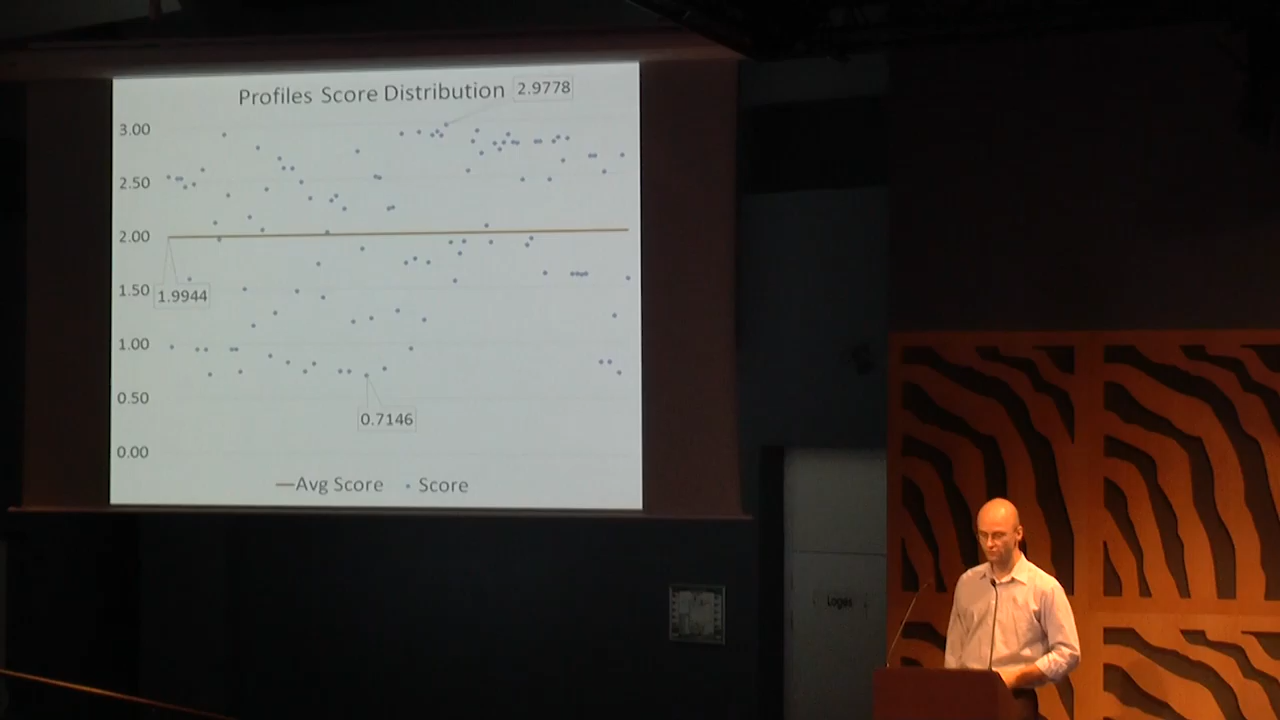 Profiles Score Distribution
2.9778
3.00
2.50
2.00
1.50
1.9944
1.00
0.50
0.7146
0.00
Avg Score
Score
Loges